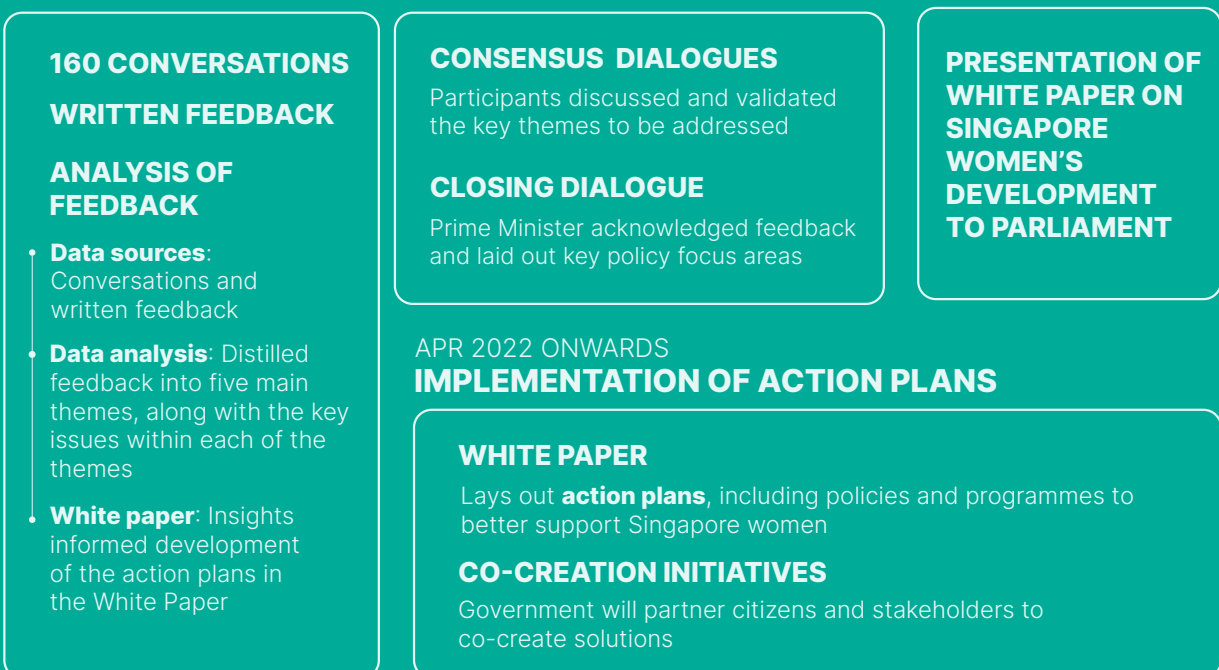 160 CONVERSATIONS
WRITTEN FEEDBACK
ANALYSIS OF
FEEDBACK
Data sources:
Conversations and
written feedback
Data analysis: Distilled
feedback into five main
themes, along with the key
issues within each of the
themes
White paper: Insights
informed development
of the action plans in
the White Paper
CONSENSUS DIALOGUES
Participants discussed and validated
the key themes to be addressed
CLOSING DIALOGUE
Prime Minister acknowledged feedback
and laid out key policy focus areas
PRESENTATION OF
WHITE PAPER ON
SINGAPORE
WOMEN'S
DEVELOPMENT
TO PARLIAMENT
APR 2022 ONWARDS
IMPLEMENTATION OF ACTION PLANS
WHITE PAPER
Lays out action plans, including policies and programmes to
better support Singapore women
CO-CREATION INITIATIVES
Government will partner citizens and stakeholders to
co-create solutions